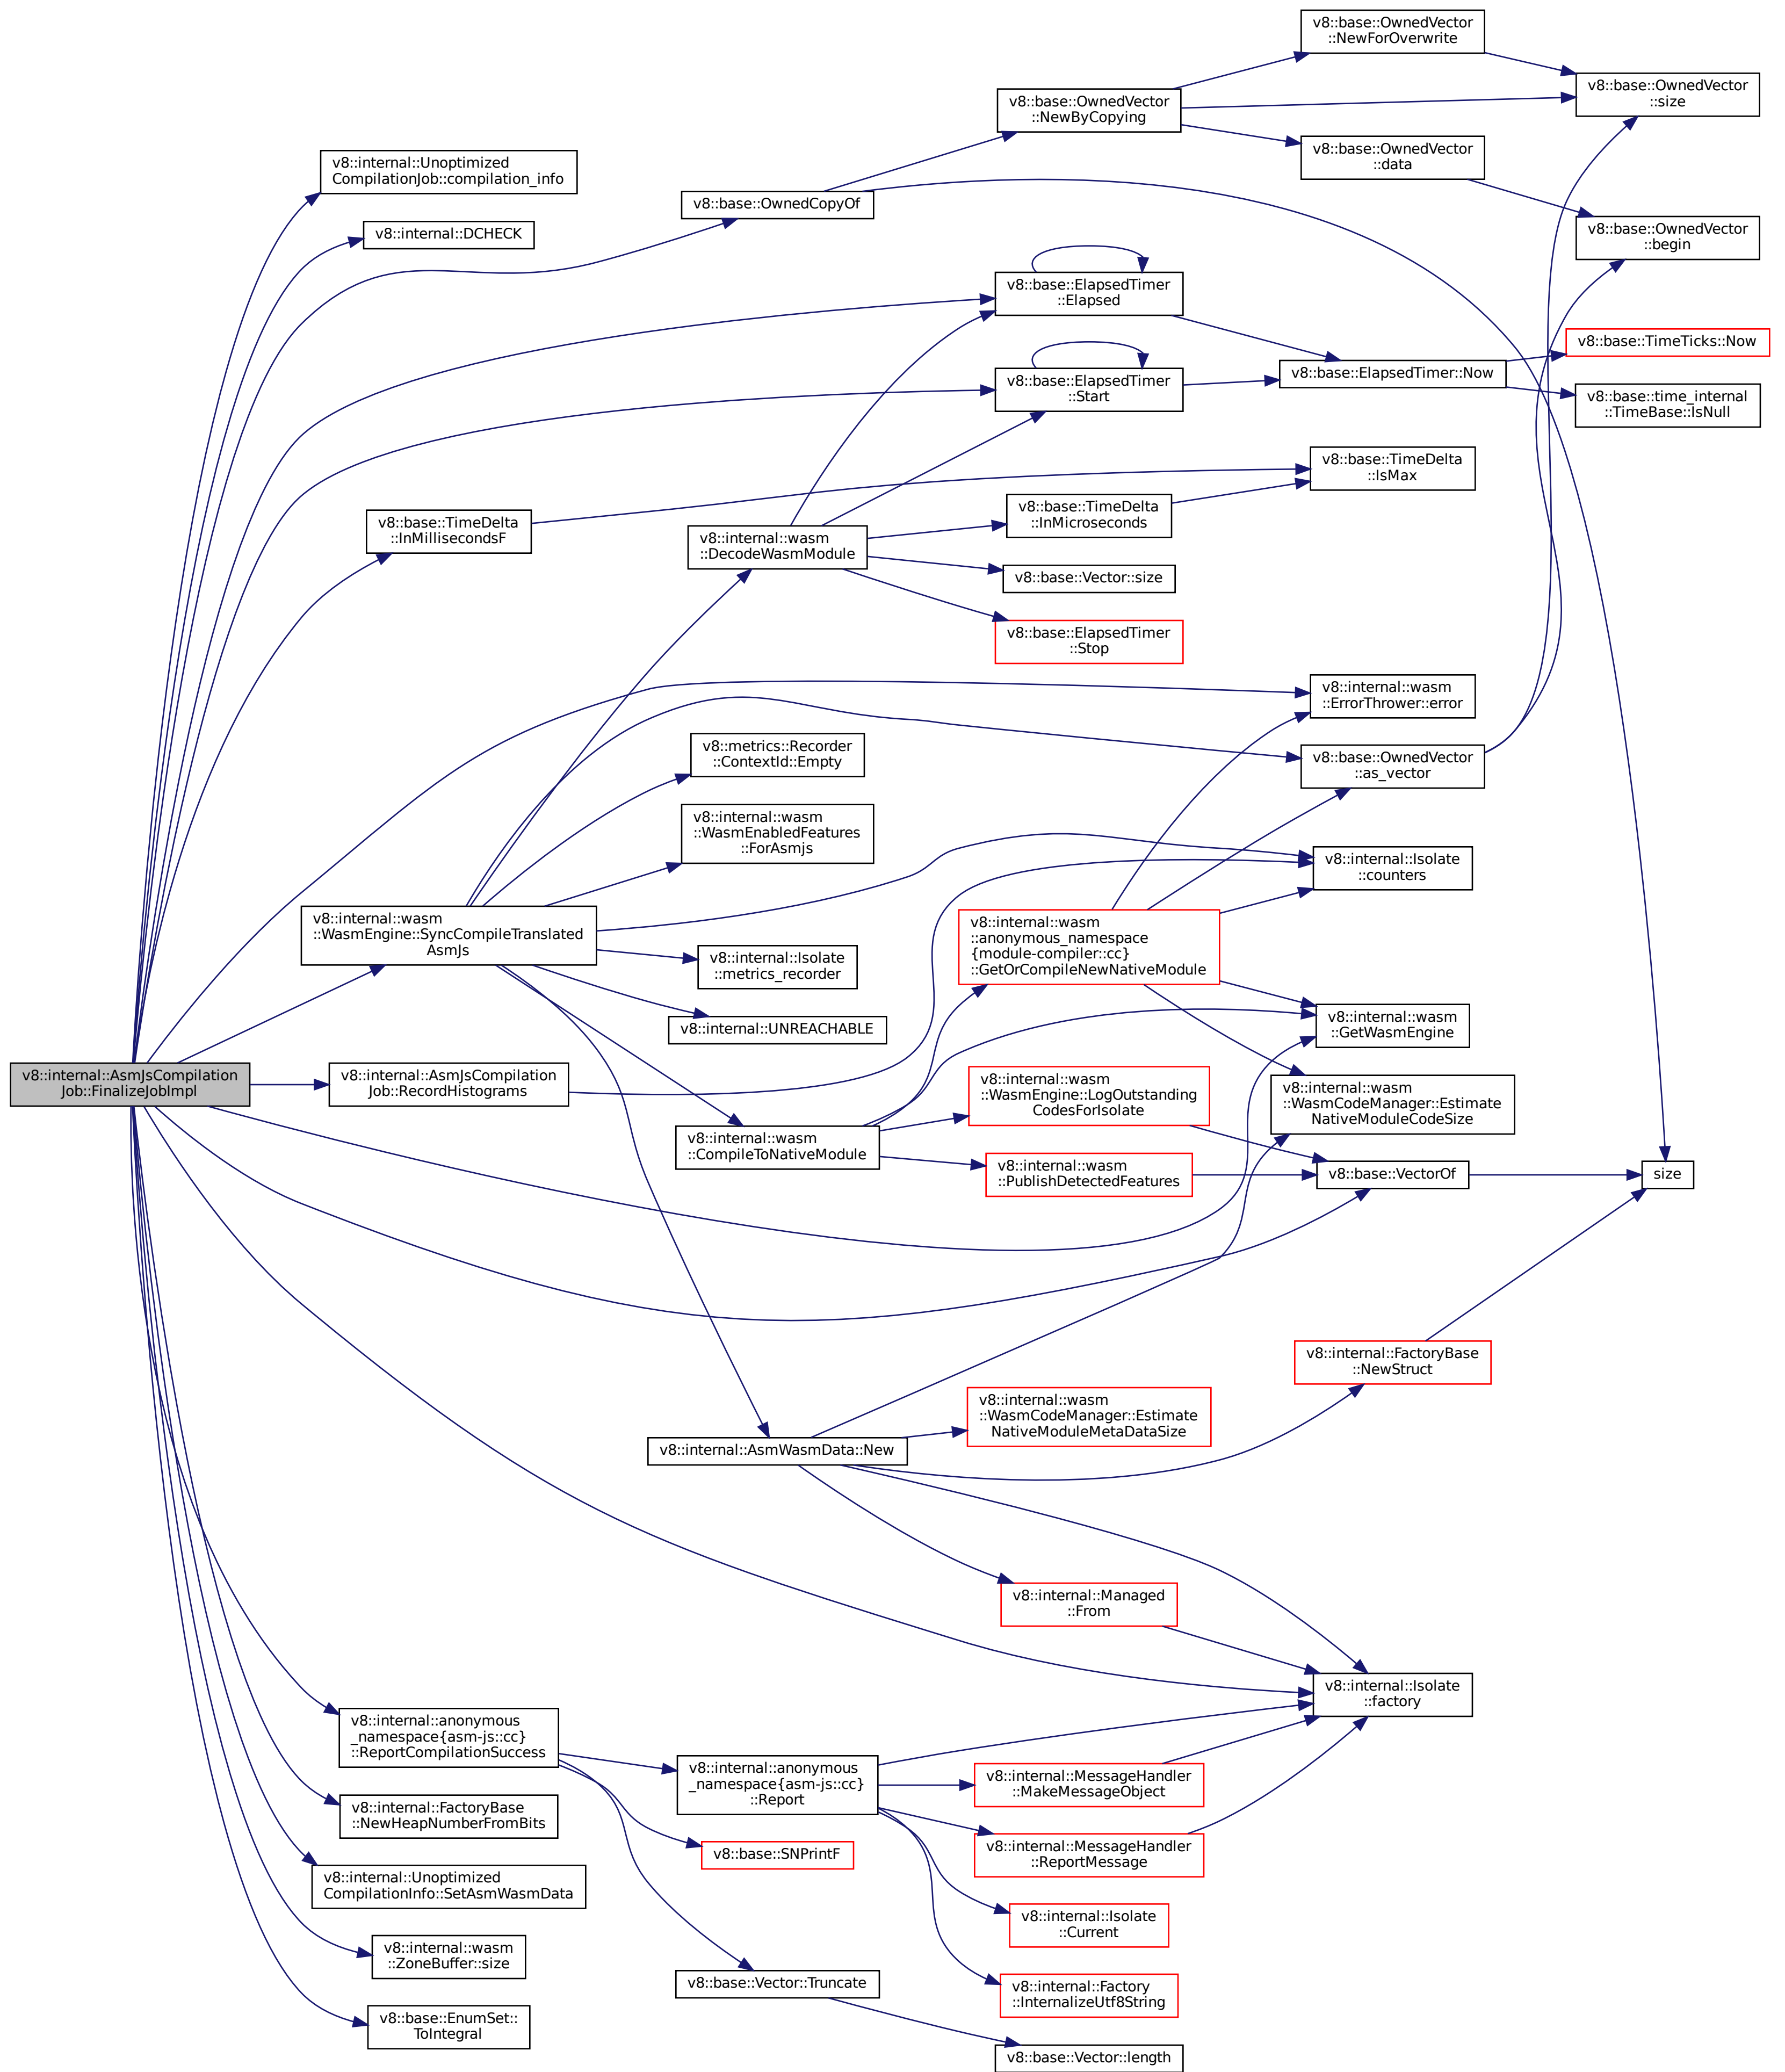 v8::base::OwnedVector
::NewForOverwrite
v8::base::OwnedVector
::size
v8::base::OwnedVector
::NewByCopying
v8::base::OwnedVector
::data
v8::internal::Unoptimized
CompilationJob::compilation_info
v8::base::OwnedCopyOf
v8::internal::DCHECK
v8::base::OwnedVector
::begin
v8::base::ElapsedTimer
::Elapsed
v8::base::TimeTicks::Now
v8::base::ElapsedTimer
::Start
v8::base::ElapsedTimer::Now
v8::base::time_internal
::TimeBase::IsNull
v8::base::TimeDelta
::IsMax
v8::base::TimeDelta
::InMillisecondsF
v8::base::TimeDelta
::InMicroseconds
v8::internal::wasm
::DecodeWasmModule
v8::base::Vector::size
v8::base::ElapsedTimer
::Stop
v8::internal::wasm
::ErrorThrower::error
v8::metrics::Recorder
::ContextId::Empty
v8::base::OwnedVector
::as_vector
v8::internal::wasm
::WasmEnabledFeatures
::ForAsmjs
v8::internal::Isolate
::counters
v8::internal::wasm
::WasmEngine::SyncCompileTranslated
AsmJs
v8::internal::wasm
::anonymous_namespace
{module-compiler::cc}
::GetOrCompileNewNativeModule
v8::internal::Isolate
::metrics_recorder
v8::internal::UNREACHABLE
v8::internal::wasm
::GetWasmEngine
v8::internal::AsmJsCompilation
Job::FinalizeJobImpl
v8::internal::AsmJsCompilation
Job::RecordHistograms
v8::internal::wasm
::WasmEngine::LogOutstanding
CodesForIsolate
v8::internal::wasm
::WasmCodeManager::Estimate
NativeModuleCodeSize
v8::internal::wasm
::CompileToNativeModule
v8::internal::wasm
::PublishDetectedFeatures
v8::base::VectorOf
size
v8::internal::FactoryBase
::NewStruct
v8::internal::wasm
::WasmCodeManager::Estimate
NativeModuleMetaDataSize
v8::internal::AsmWasmData::New
v8::internal::Managed
::From
v8::internal::Isolate
::factory
v8::internal::anonymous
_namespace{asm-js::cc}
::ReportCompilationSuccess
v8::internal::anonymous
_namespace{asm-js::cc}
::Report
v8::internal::MessageHandler
::MakeMessageObject
v8::internal::FactoryBase
::NewHeapNumberFromBits
v8::base::SNPrintF
v8::internal::MessageHandler
::ReportMessage
v8::internal::Unoptimized
CompilationInfo::SetAsmWasmData
v8::internal::Isolate
::Current
v8::internal::wasm
::ZoneBuffer::size
v8::base::Vector::Truncate
v8::internal::Factory
::InternalizeUtf8String
v8::base::EnumSet::
ToIntegral
v8::base::Vector::length